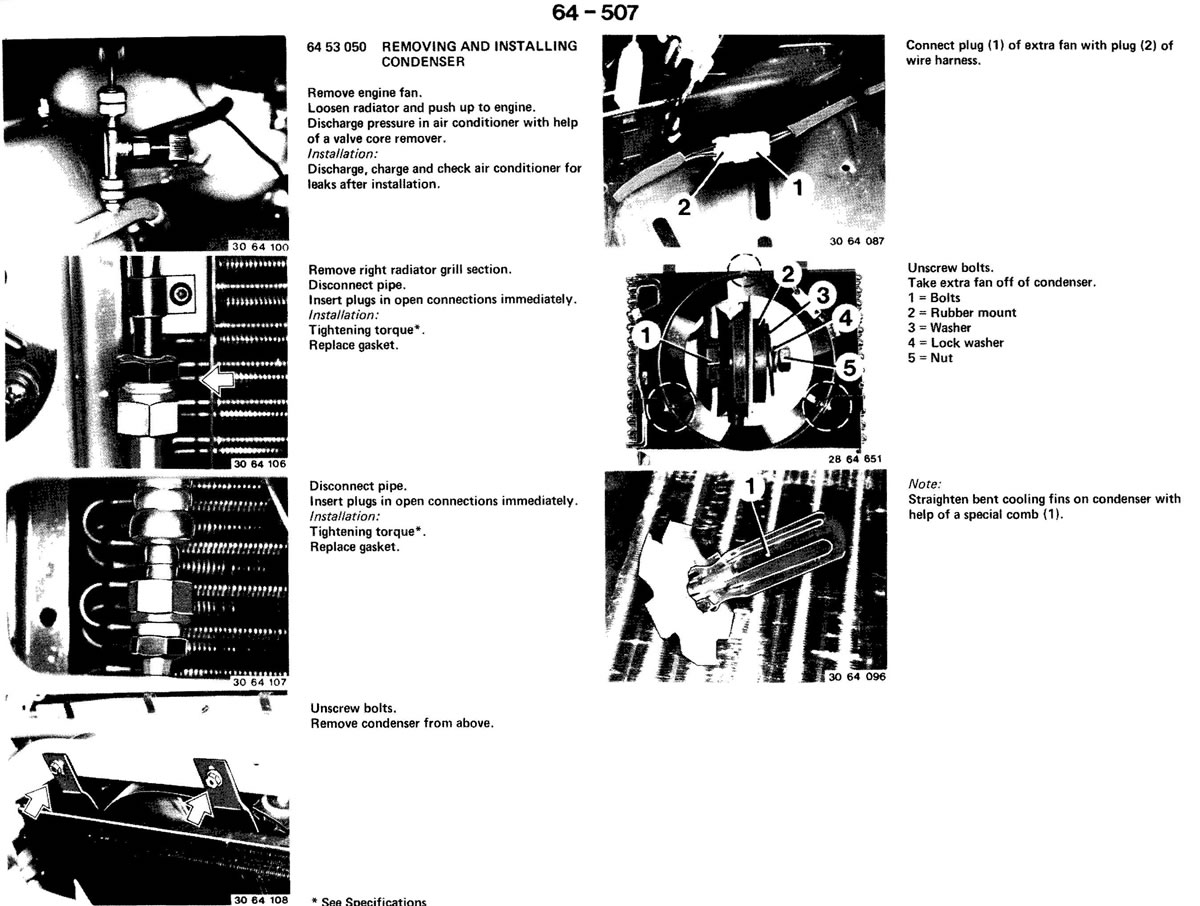 64 – 507
64 53 050 REMOVING AND INSTALLING
CONDENSER
Remove engine fan.
Loosen radiator and push up to engine.
Discharge pressure in air conditioner with help
of a valve core remover.
Installation:
Discharge, charge and check air conditioner for
leaks after installation.
30 64 100
Remove right radiator grill section.
Disconnect pipe.
Insert plugs in open connections immediately.
Installation:
Tightening torque*.
Replace gasket.
30 64 106
Disconnect pipe.
Insert plugs in open connections immediately.
Installation:
Tightening torque*.
Replace gasket.
30 64 107
Unscrew bolts.
Remove condenser from above.
30 64 108
* See Specifications
Connect plug (1) of extra fan with plug (2) of
wire harness.
1
2
30 64 087
Unscrew bolts.
Take extra fan off of condenser.
1 = Bolts
2 = Rubber mount
3 = Washer
4 = Lock washer
5 = Nut
2
3
4
1
5
28 64 651
Note:
Straighten bent cooling fins on condenser with
help of a special comb (1).
1
30 64 096